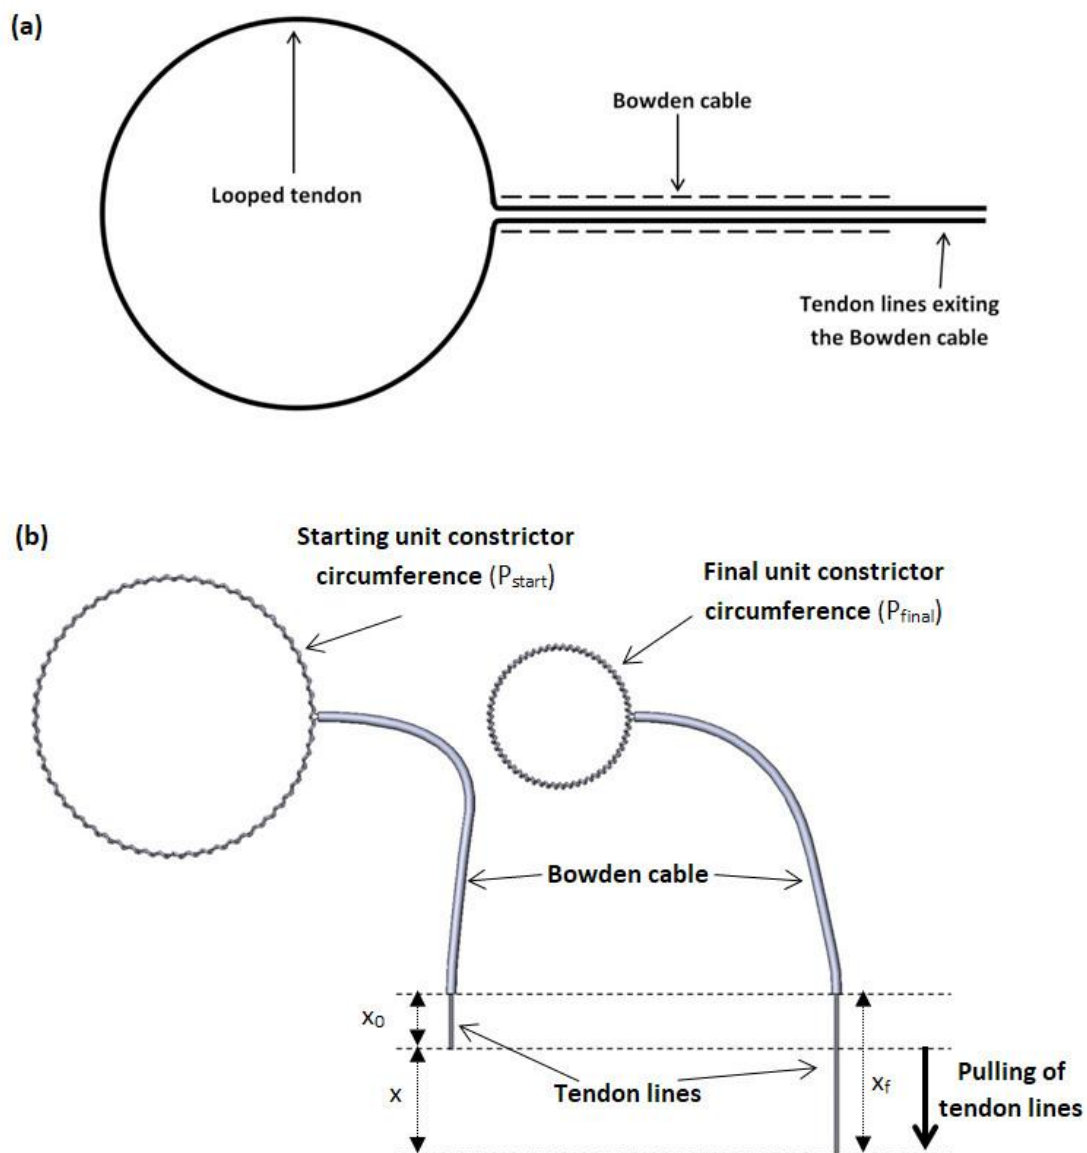 (a)
Bowden cable
Looped tendon
Tendon lines exiting
the Bowden cable
(b)
Starting unit constrictor
circumference (Pstart)
Final unit constrictor
circumference (Pfinal)
Bowden cable
x0
Tendon lines
x
xf
Pulling of
tendon lines